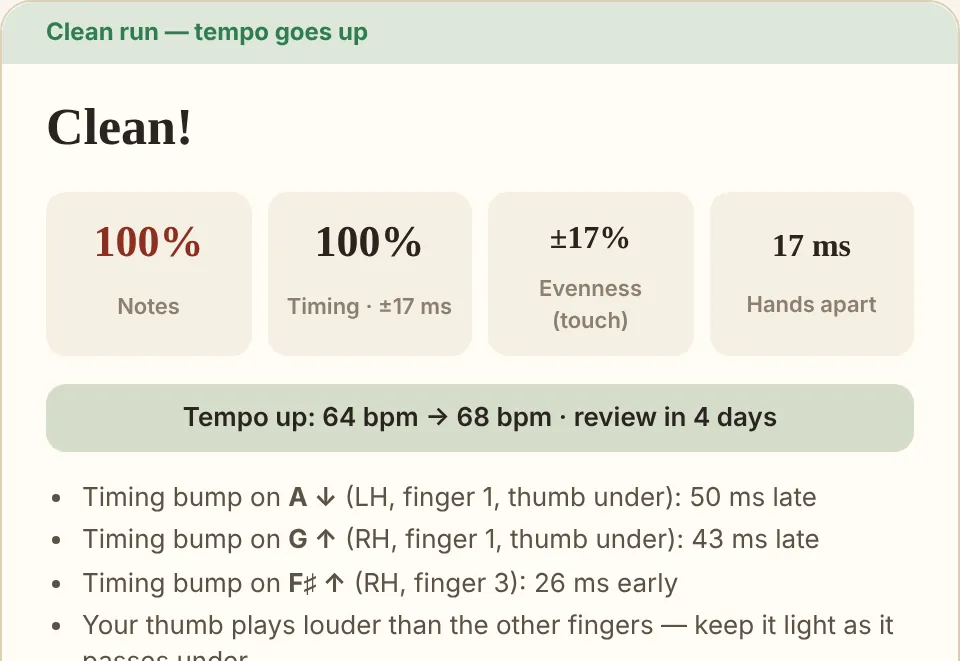 Clean run — tempo goes up
Clean!
100%
Notes
100%
Timing · ±17 ms
±17%
Evenness
(touch)
17 ms
Hands apart
Tempo up: 64 bpm → 68 bpm · review in 4 days
• Timing bump on A ↓ (LH, finger 1, thumb under): 50 ms late
• Timing bump on G ↑ (RH, finger 1, thumb under): 43 ms late
• Timing bump on F♯ ↑ (RH, finger 3): 26 ms early
• Your thumb plays louder than the other fingers — keep it light as it
passes under.